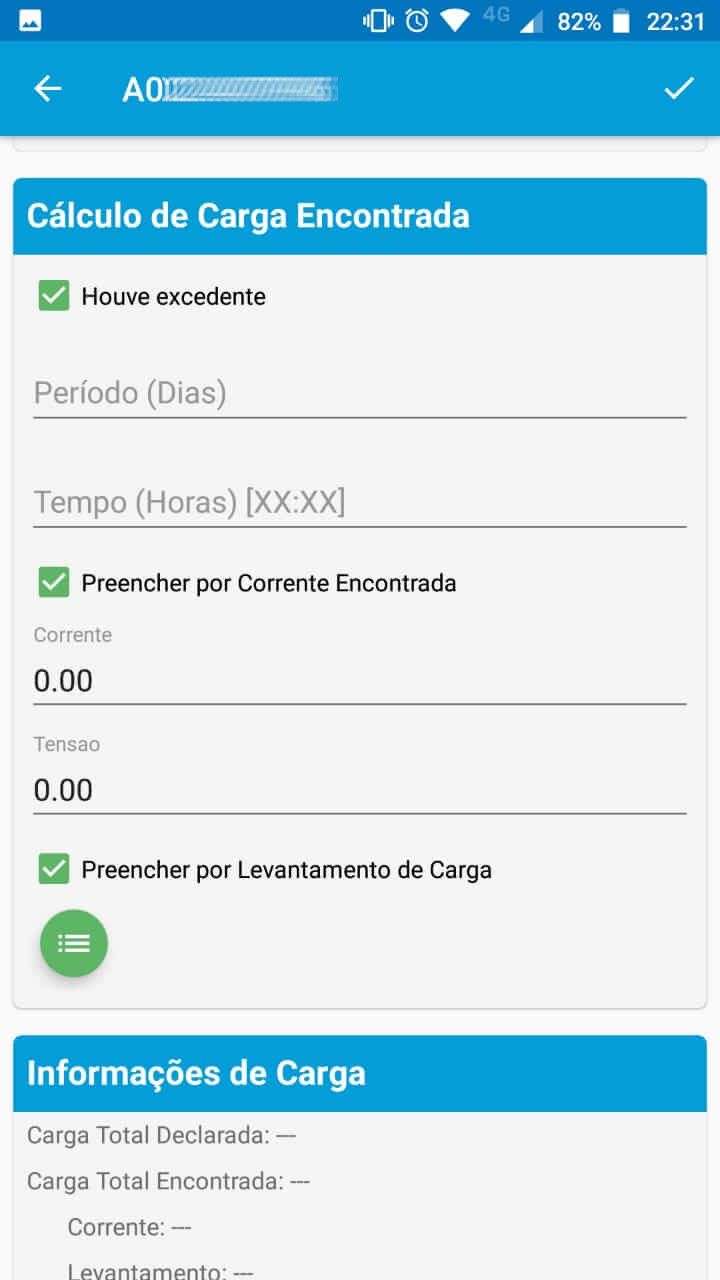 4G 82% 22:31
A0
Cálculo de Carga Encontrada
Houve excedente
Período (Dias)
Tempo (Horas) [XX:XX]
Preencher por Corrente Encontrada
Corrente
0.00
Tensao
0.00
Preencher por Levantamento de Carga
Informações de Carga
Carga Total Declarada: ---
Carga Total Encontrada: ---
Corrente: ---
Levantamento: ---